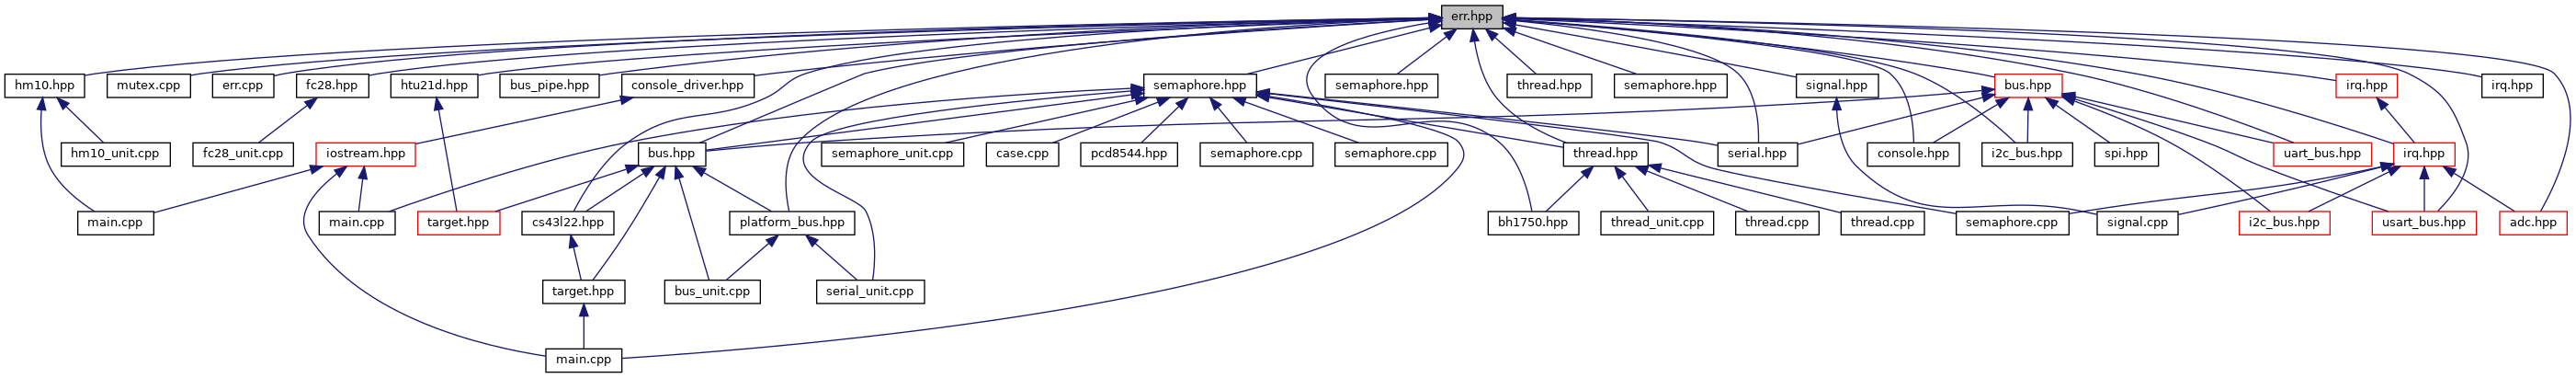 err.hpp
hm10.hpp
mutex.cpp
err.cpp
fc28.hpp
htu21d.hpp
bus_pipe.hpp
console_driver.hpp
semaphore.hpp
semaphore.hpp
thread.hpp
semaphore.hpp
signal.hpp
bus.hpp
irq.hpp
irq.hpp
hm10_unit.cpp
fc28_unit.cpp
iostream.hpp
bus.hpp
semaphore_unit.cpp
case.cpp
pcd8544.hpp
semaphore.cpp
semaphore.cpp
thread.hpp
serial.hpp
console.hpp
i2c_bus.hpp
spi.hpp
uart_bus.hpp
irq.hpp
main.cpp
main.cpp
target.hpp
cs43l22.hpp
platform_bus.hpp
bh1750.hpp
thread_unit.cpp
thread.cpp
thread.cpp
semaphore.cpp
signal.cpp
i2c_bus.hpp
usart_bus.hpp
adc.hpp
target.hpp
bus_unit.cpp
serial_unit.cpp
main.cpp